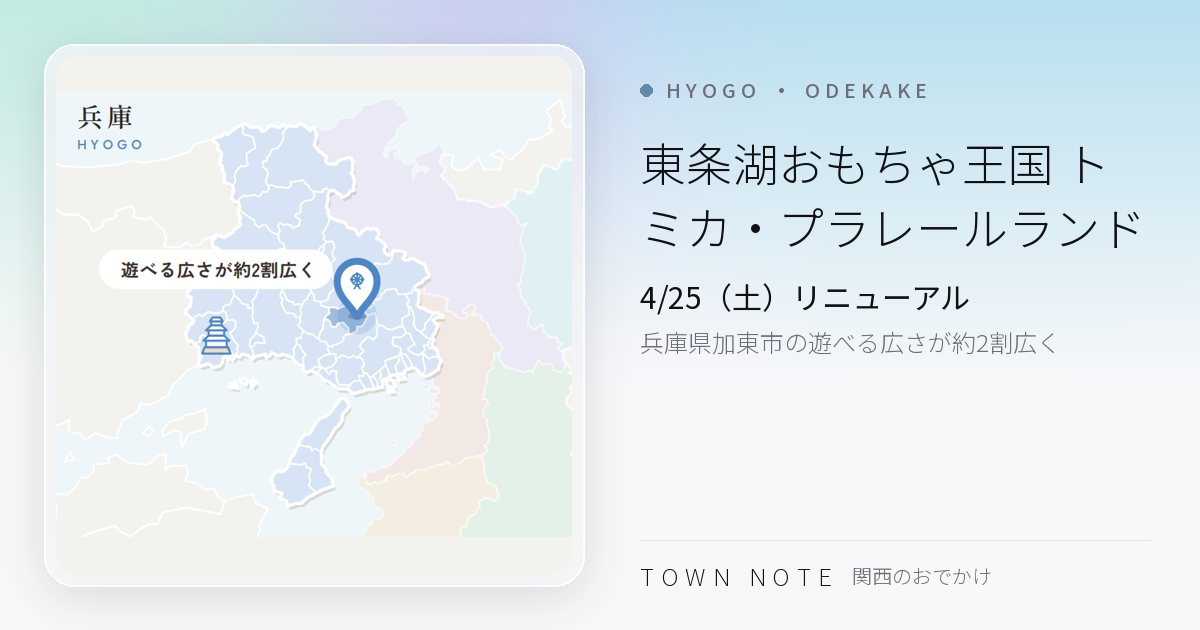 兵庫
HYOGO
遊べる広さが約2割広く
HYOGO ・ ODEKAKE
東条湖おもちゃ王国 ト
ミカ・プラレールランド
4/25（土）リニューアル
兵庫県加東市の遊べる広さが約2割広く
TOWN NOTE 関西のおでかけ